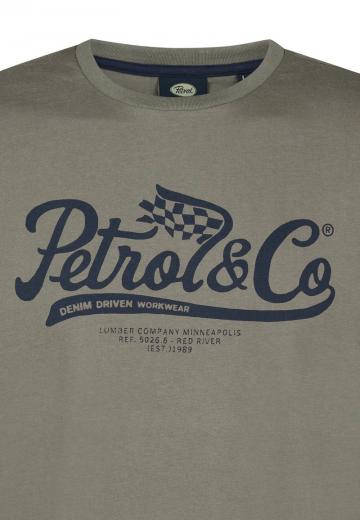 Petrol
Petrol&Co®
DENIM DRIVEN WORKWEAR
LUMBER COMPANY MINNEAPOLIS
REF. 5026.6 - RED RIVER
(EST.)1989